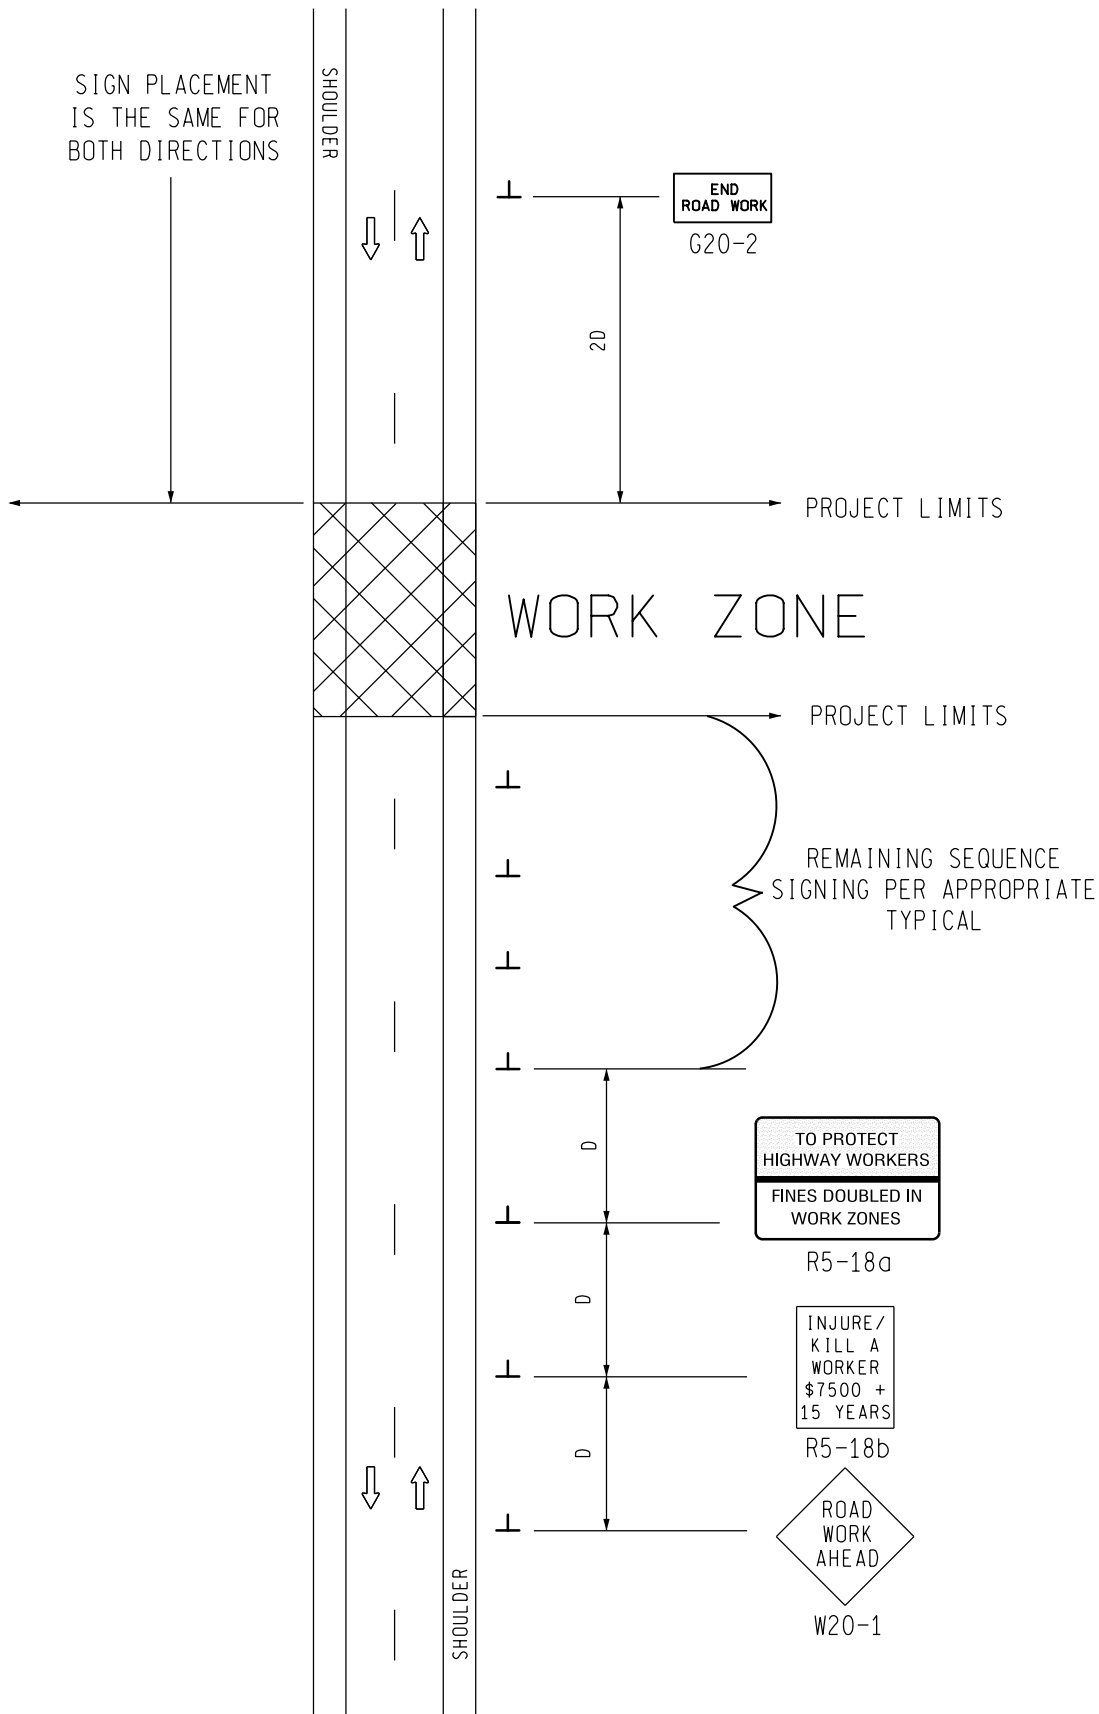 SIGN PLACEMENT
IS THE SAME FOR
BOTH DIRECTIONS
SHOULDER
END
ROAD WORK
G20-2
2D
PROJECT LIMITS
WORK ZONE
PROJECT LIMITS
REMAINING SEQUENCE
SIGNING PER APPROPRIATE
TYPICAL
D
TO PROTECT
HIGHWAY WORKERS
FINES DOUBLED IN
WORK ZONES
R5-18a
D
INJURE/
KILL A
WORKER
$7500 +
15 YEARS
R5-18b
D
ROAD
WORK
AHEAD
W20-1
SHOULDER